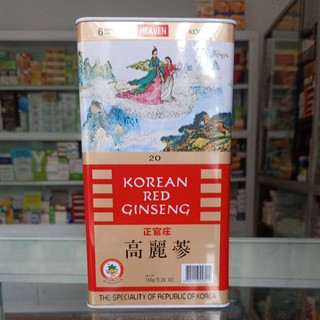 6
HEAVEN
20
KOREAN
RED
GINSENG
正官庄
高麗蔘
THE SPECIALITY OF REPUBLIC OF KOREA